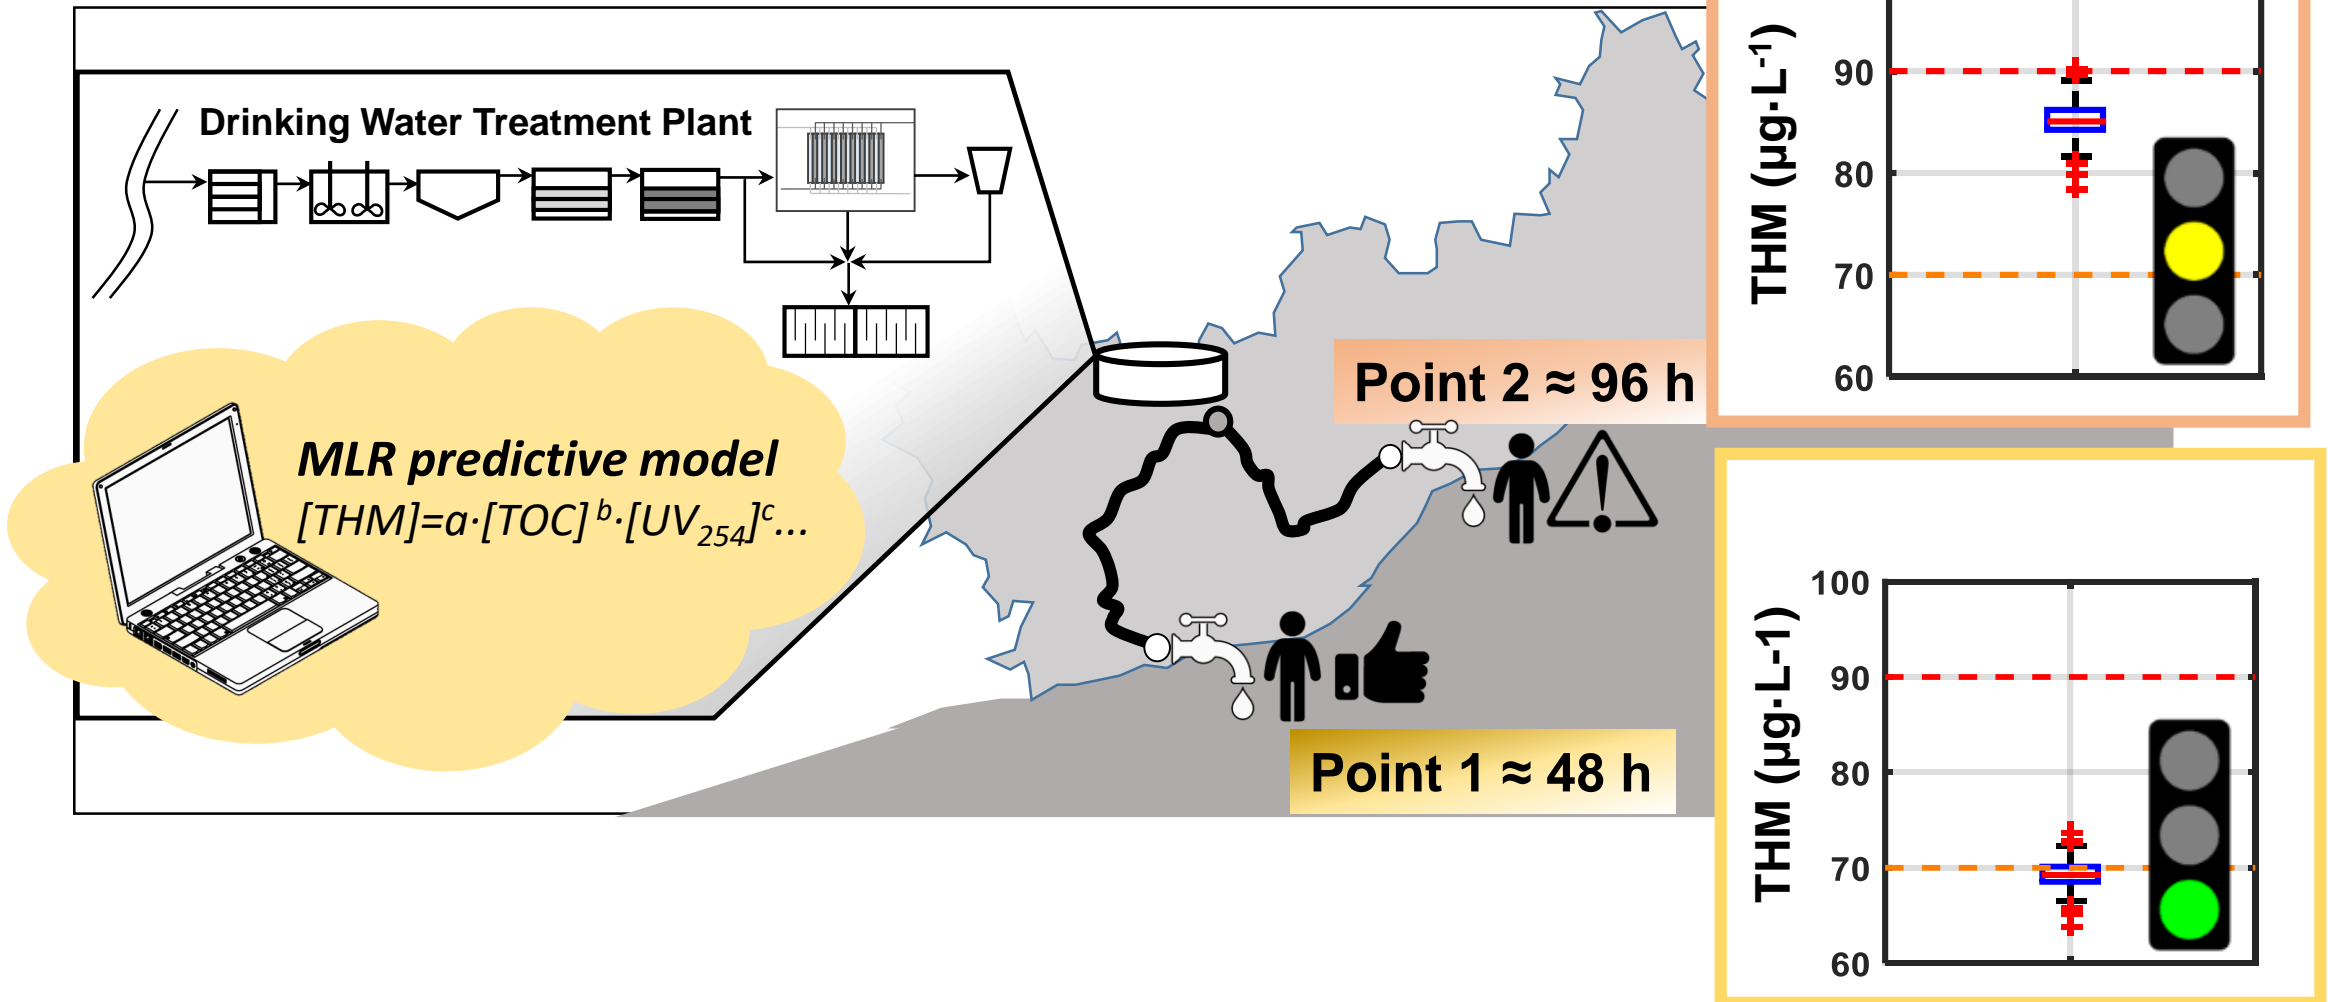 Drinking Water Treatment Plant
MLR predictive model
[THM]=a·[TOC]ᵇ·[UV₂₅₄]ᶜ...
Point 2 ≈ 96 h
Point 1 ≈ 48 h
THM (µg·L⁻¹)
90
80
70
60
THM (µg·L-1)
100
90
80
70
60